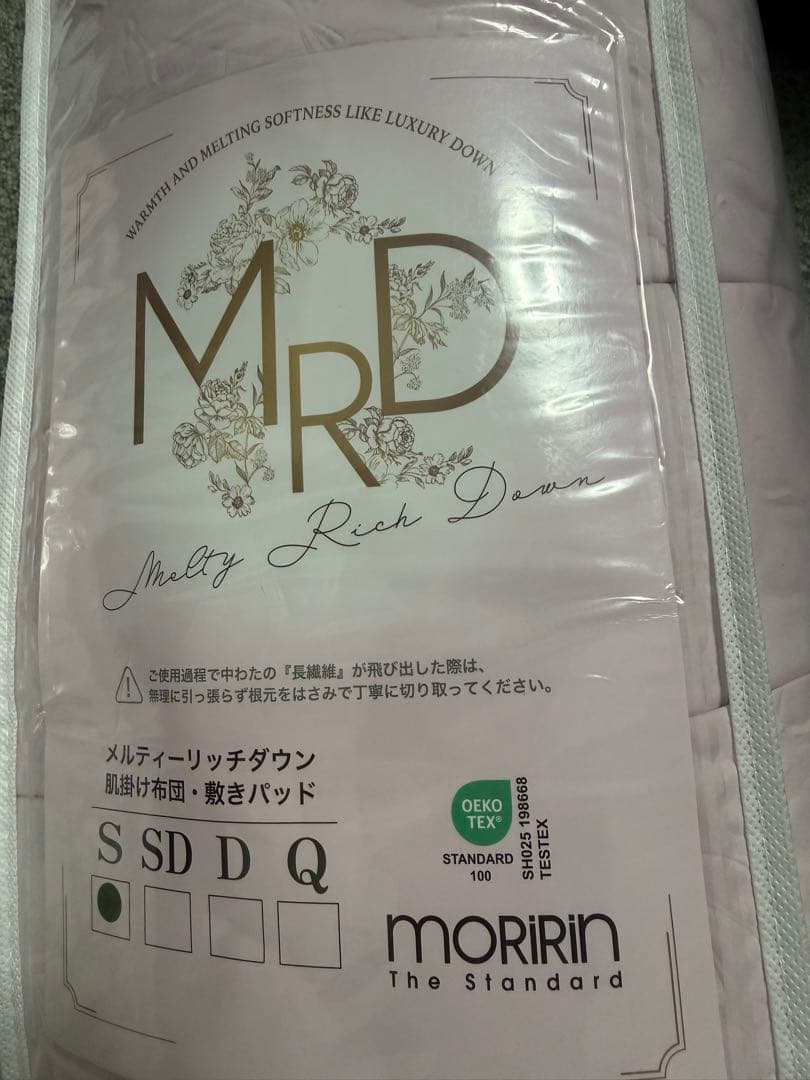 WARMTH AND MELTING SOFTNESS LIKE LUXURY DOWN
MRD
Melty Rich Down
ご使用過程で中わたの『長繊維』が飛び出した際は、
無理に引っ張らず根元をはさみで丁寧に切り取ってください。
メルティーリッチダウン
肌掛け布団・敷きパッド
S SD D Q
OEKO
TEX®
STANDARD
100
SH025 198668
TESTEX
MORIRIN
The Standard